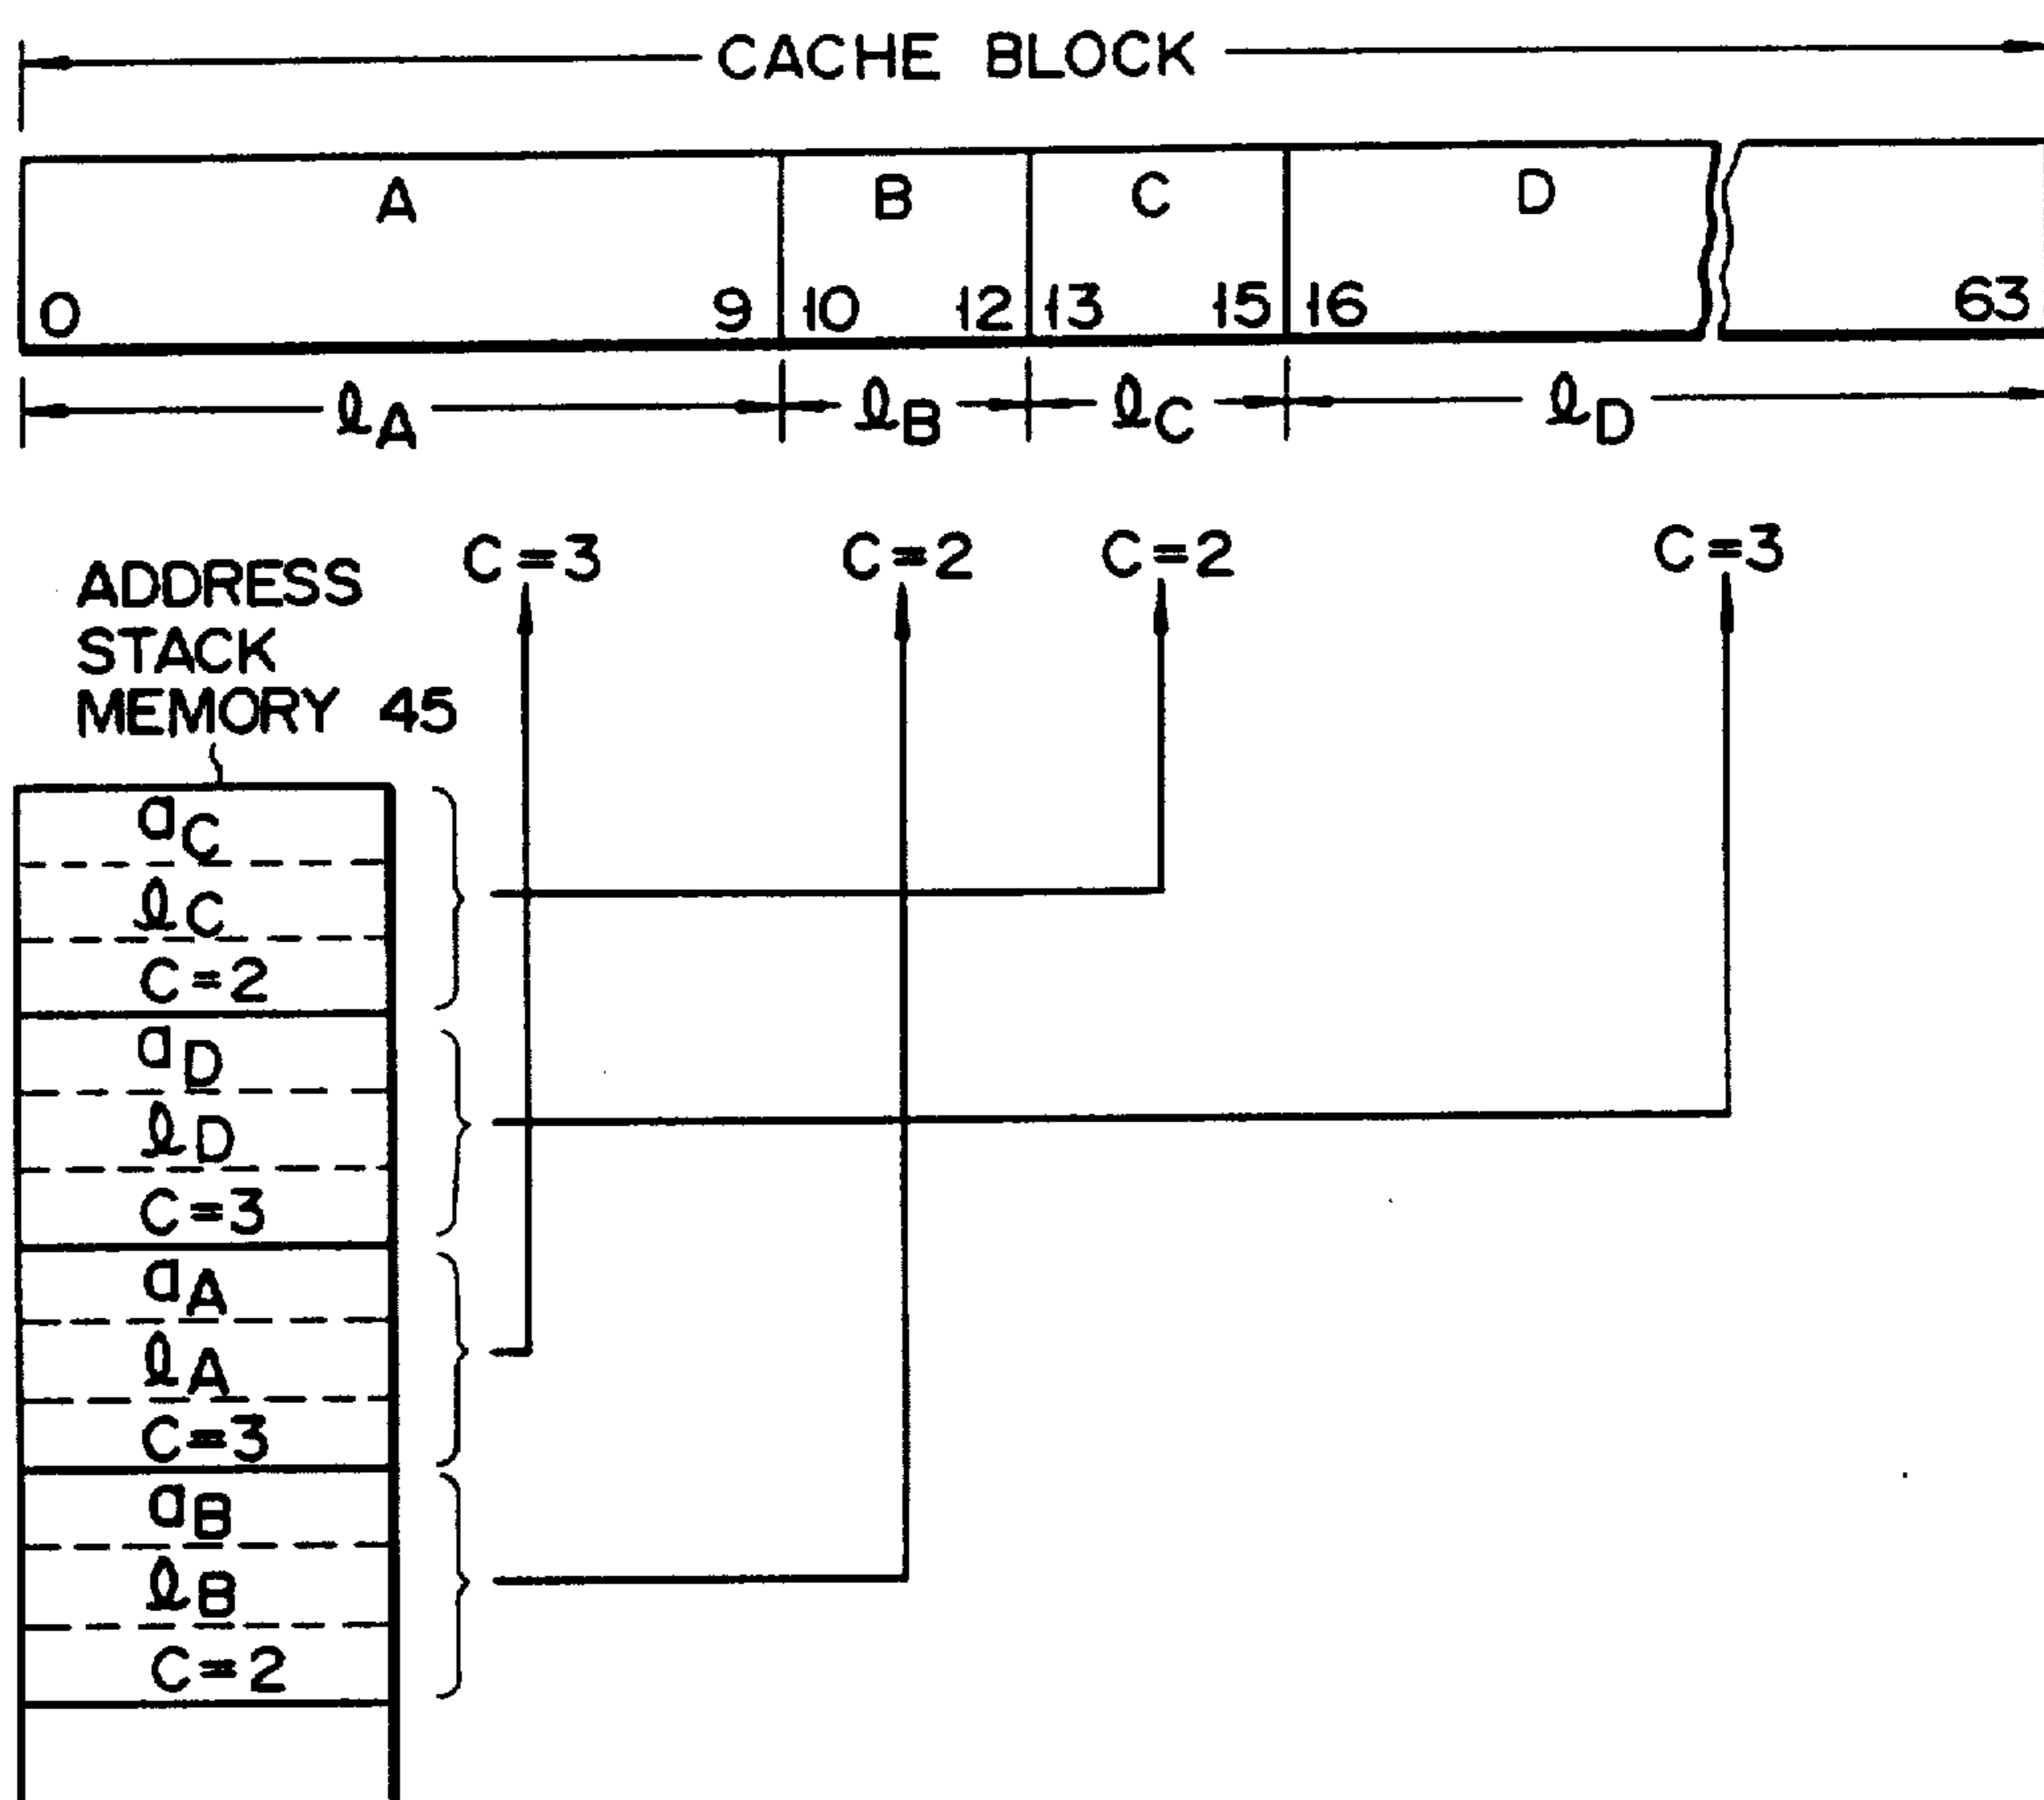 CACHE BLOCK
A B C D
0 9 10 12 13 15 16 63
ℓA ℓB ℓC ℓD
C=3 C=2 C=2 C=3
ADDRESS
STACK
MEMORY 45
aC
ℓC
C=2
aD
ℓD
C=3
aA
ℓA
C=3
aB
ℓB
C=2